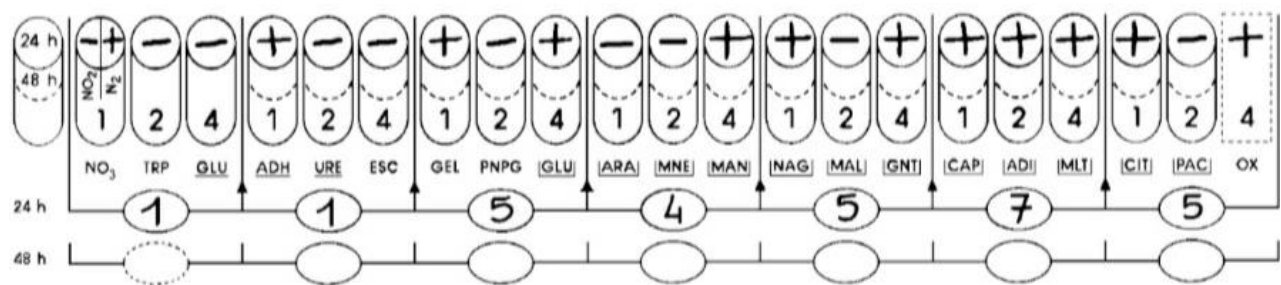 24 h - + - - + - - + - + - - + + - + + + + + - +
48 h NO2 N2
1 2 4 1 2 4 1 2 4 1 2 4 1 2 4 1 2 4 1 2 4
NO3 TRP GLU ADH URE ESC GEL PNPG |GLU| |ARA| |MNE| |MAN| |NAG| |MAL| |GNT| |CAP| |ADI| |MLT| |CIT| |PAC| OX
24 h 1 1 5 4 5 7 5
48 h